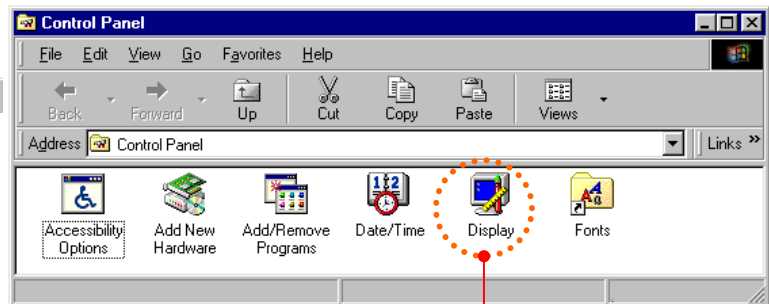 Control Panel
File Edit View Go Favorites Help
Back Forward Up Cut Copy Paste Views
Address Control Panel Links »
Accessibility Options
Add New Hardware
Add/Remove Programs
Date/Time
Display
Fonts